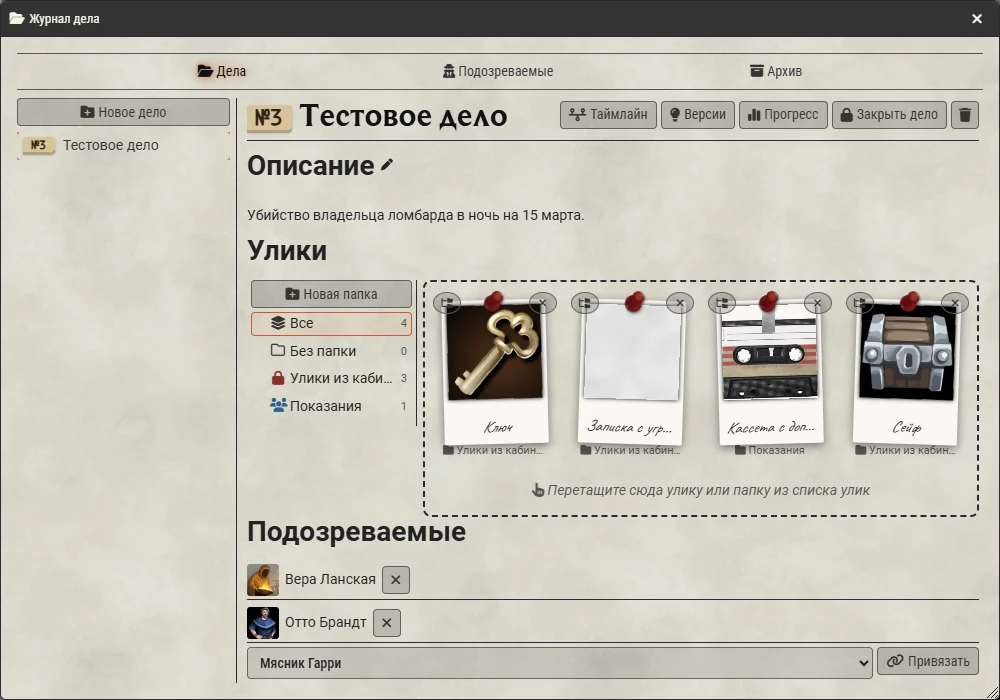 Журнал дела
Дела
Подозреваемые
Архив
Новое дело
№3 Тестовое дело
№3 Тестовое дело
Таймлайн
Версии
Прогресс
Закрыть дело
Описание
Убийство владельца ломбарда в ночь на 15 марта.
Улики
Новая папка
Все 4
Без папки 0
Улики из каби... 3
Показания 1
Ключ
Записка с угр...
Кассета с доп...
Сейф
Улики из кабин...
Улики из кабин...
Показания
Улики из кабин...
Перетащите сюда улику или папку из списка улик
Подозреваемые
Вера Ланская
Отто Брандт
Мясник Гарри
Привязать